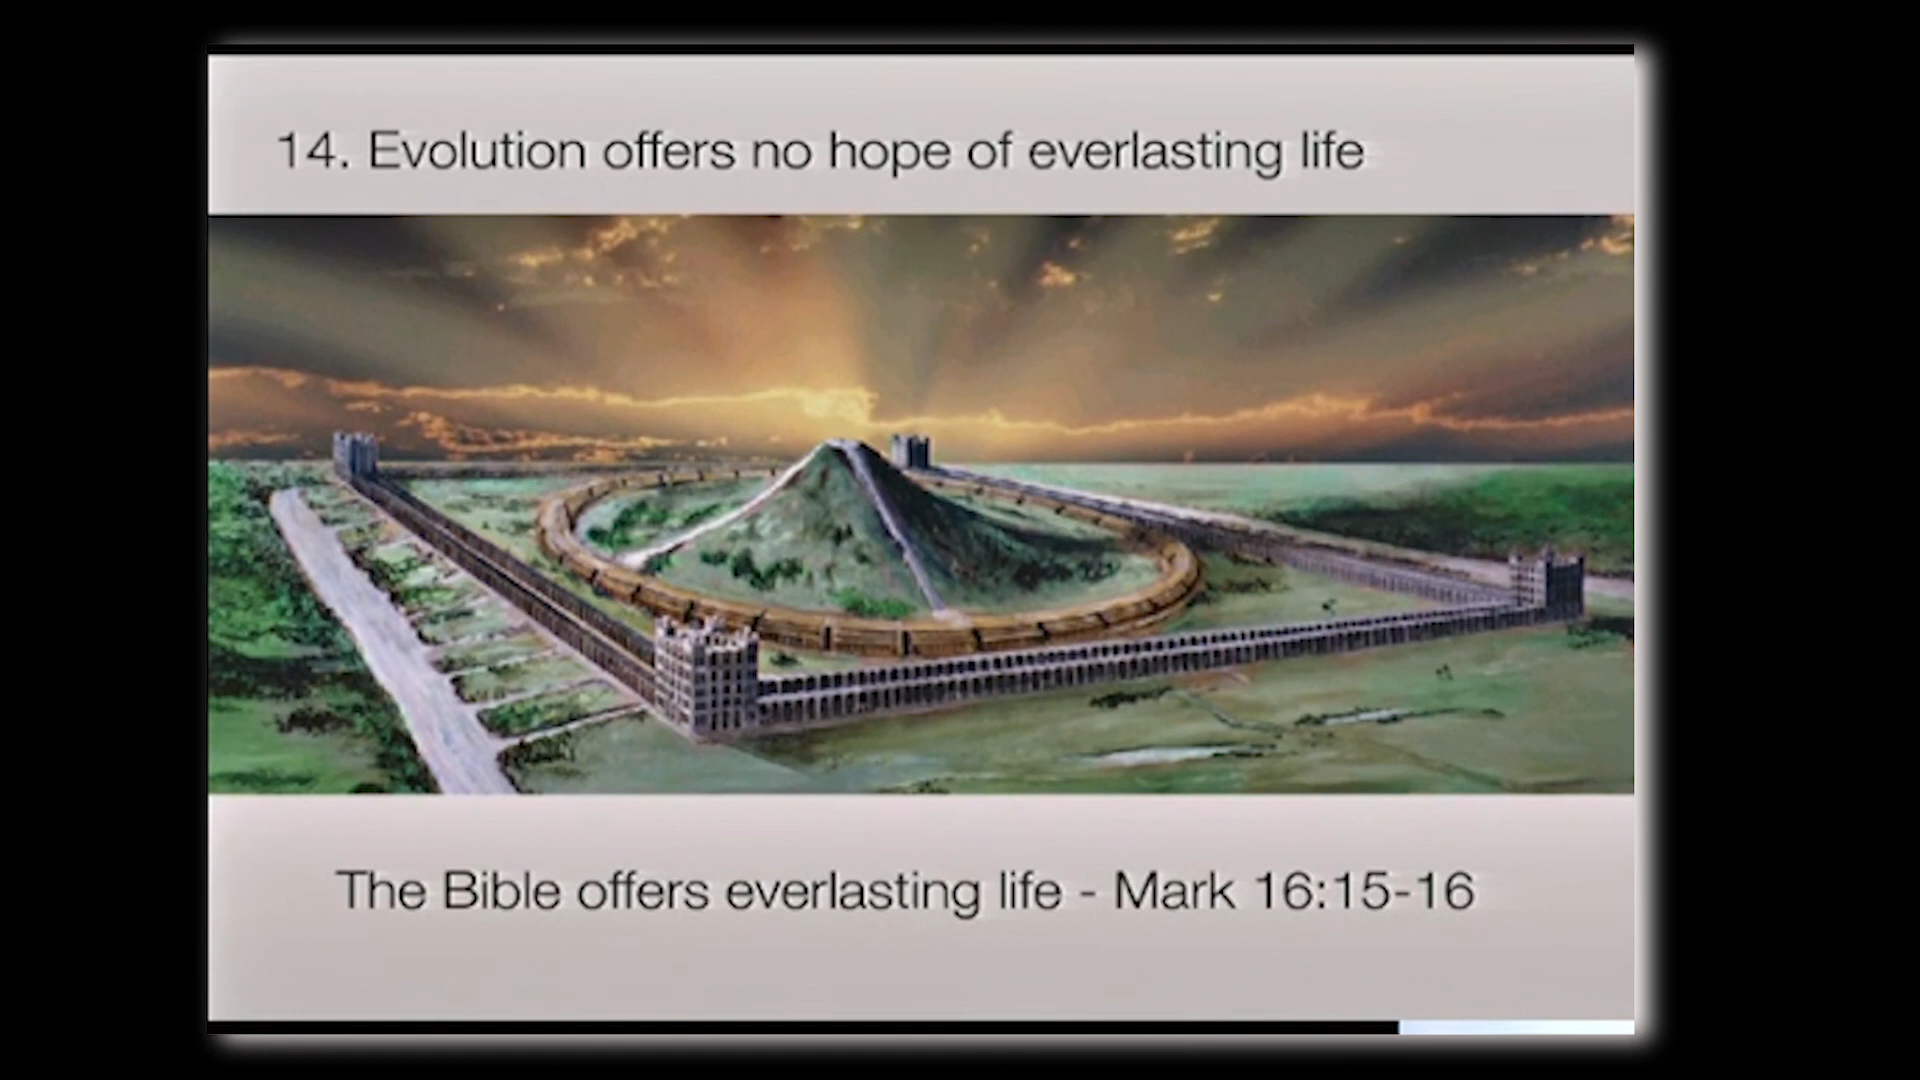 14. Evolution offers no hope of everlasting life
The Bible offers everlasting life - Mark 16:15-16